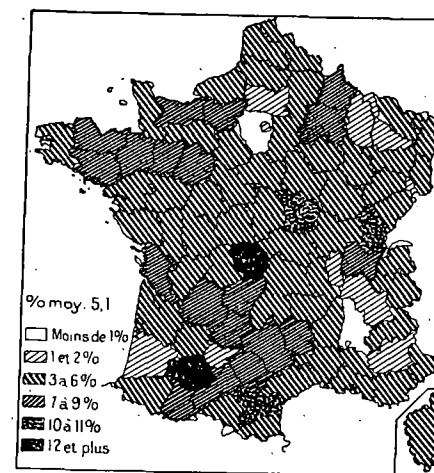 % moy. 5,1
Moins de 1%
1 et 2%
3 a 6%
7 à 9%
10 à 11%
12 et plus